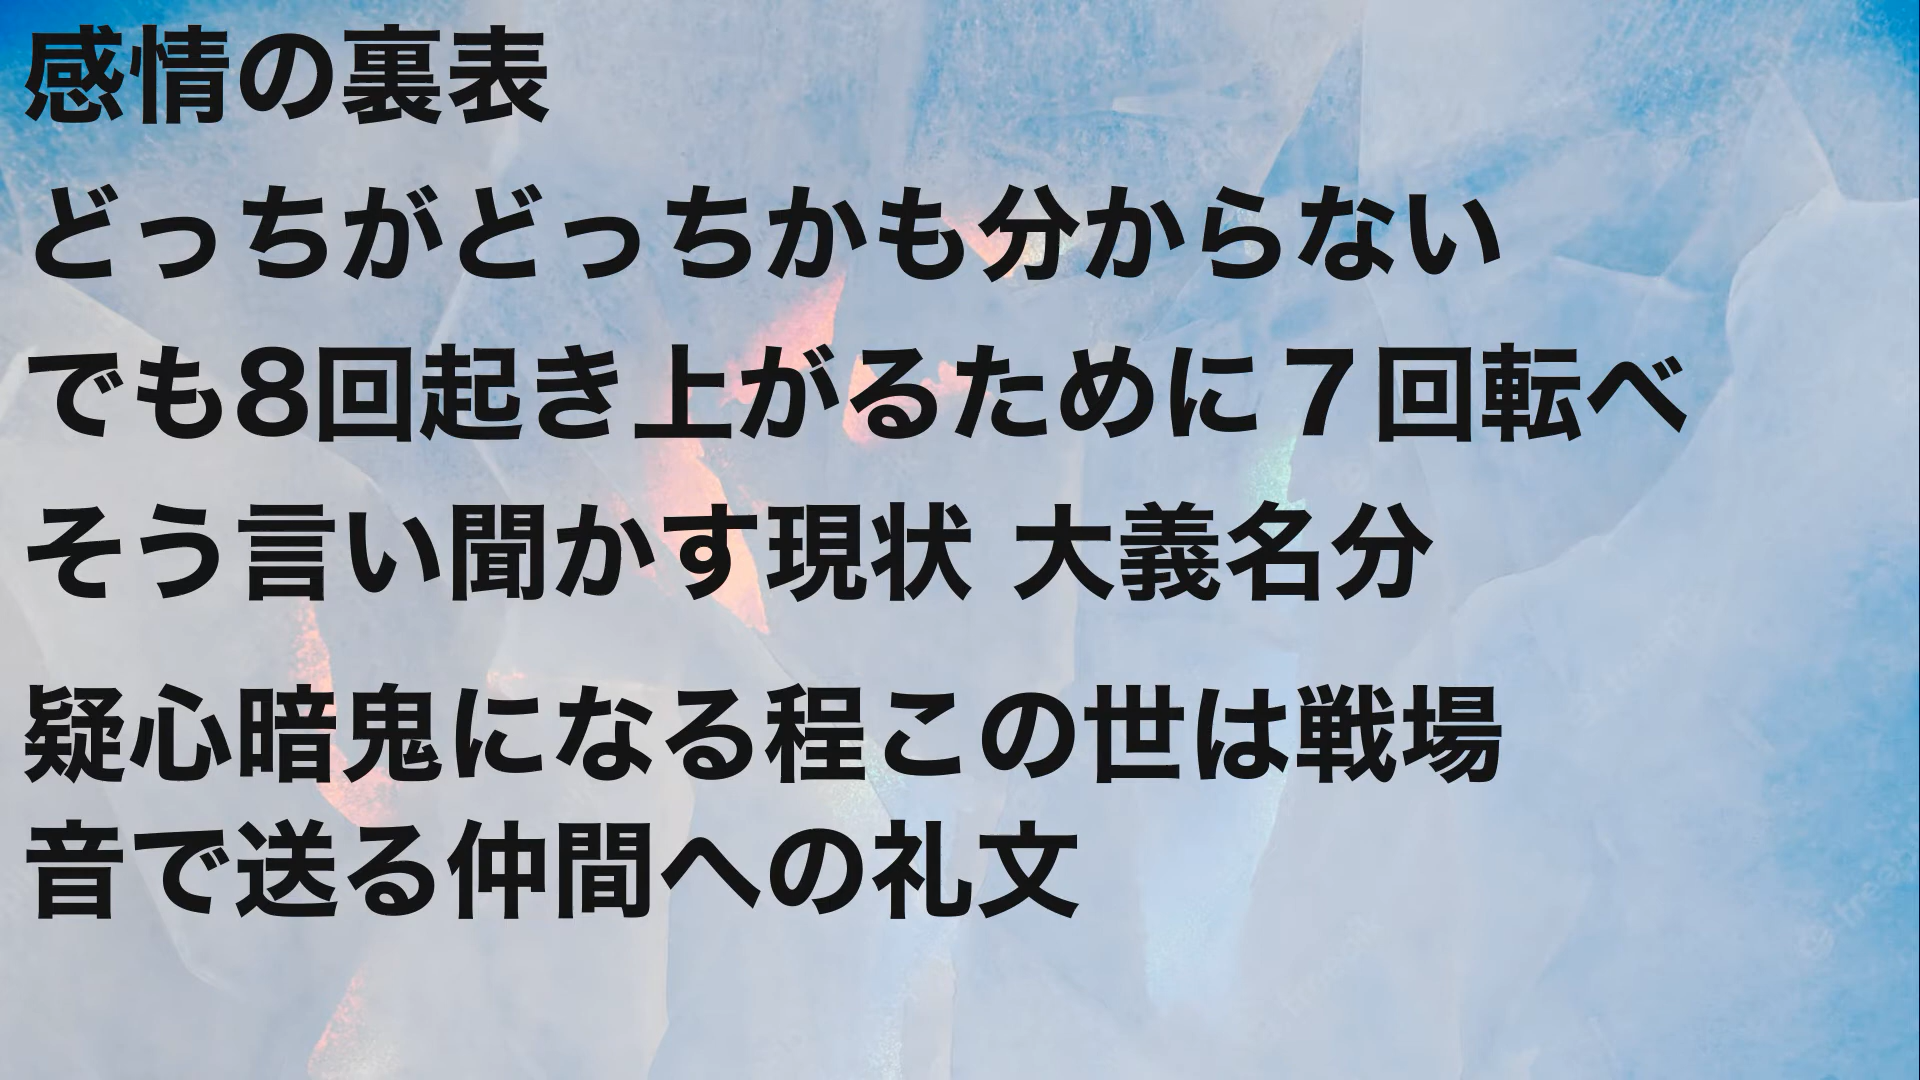 感情の裏表
どっちがどっちかも分からない
でも8回起き上がるために７回転べ
そう言い聞かす現状 大義名分
疑心暗鬼になる程この世は戦場
音で送る仲間への礼文